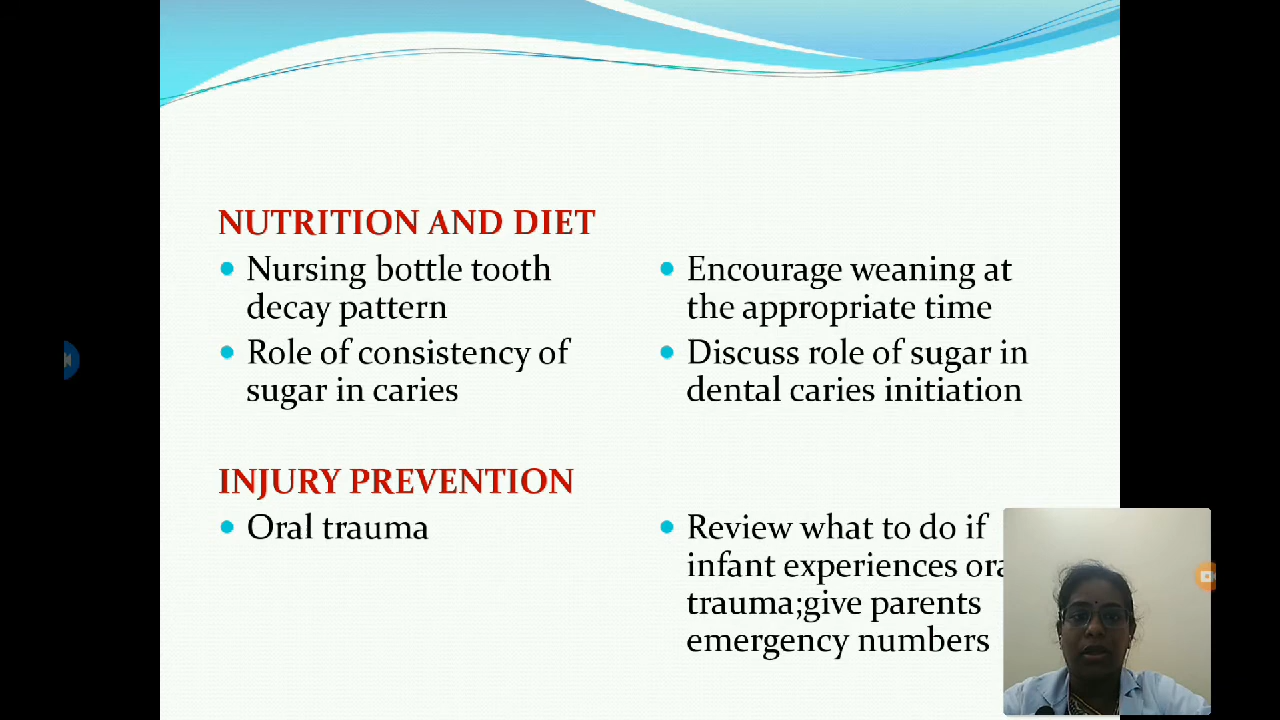 NUTRITION AND DIET
Nursing bottle tooth
decay pattern
Role of consistency of
sugar in caries
Encourage weaning at
the appropriate time
Discuss role of sugar in
dental caries initiation
INJURY PREVENTION
Oral trauma
Review what to do if
infant experiences
trauma;give parents
emergency numbers